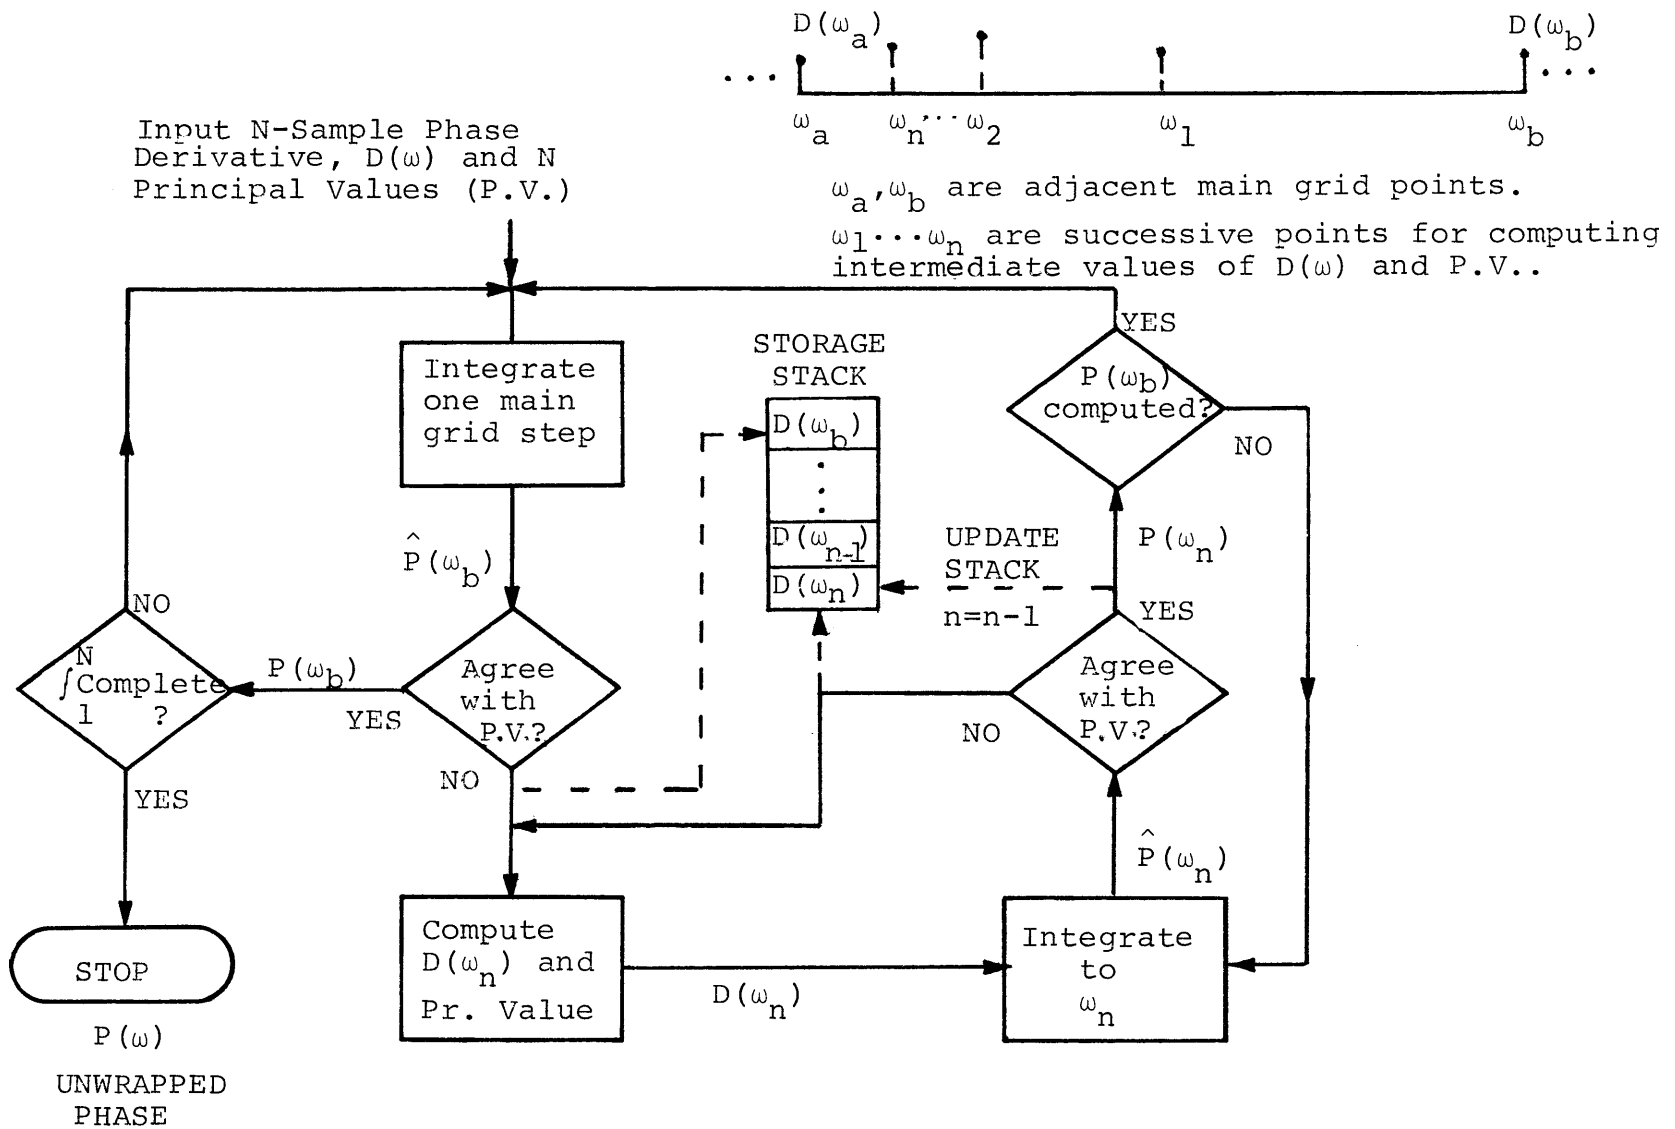 D(ωa)
D(ωb)
... ...
ωa ωn...ω2 ω1 ωb
Input N-Sample Phase
Derivative, D(ω) and N
Principal Values (P.V.)
ωa,ωb are adjacent main grid points.
ω1...ωn are successive points for computing
intermediate values of D(ω) and P.V..
Integrate
one main
grid step
P̂(ωb)
Agree
with
P.V.?
YES
NO
P(ωb)
N
∫Complete
1 ?
NO
YES
STOP
P(ω)
UNWRAPPED
PHASE
STORAGE
STACK
D(ωb)
...
D(ωn-1)
D(ωn)
UPDATE
STACK
n=n-1
Compute
D(ωn) and
Pr. Value
D(ωn)
Integrate
to
ωn
P̂(ωn)
Agree
with
P.V.?
NO
YES
P(ωn)
P(ωb)
computed?
YES
NO